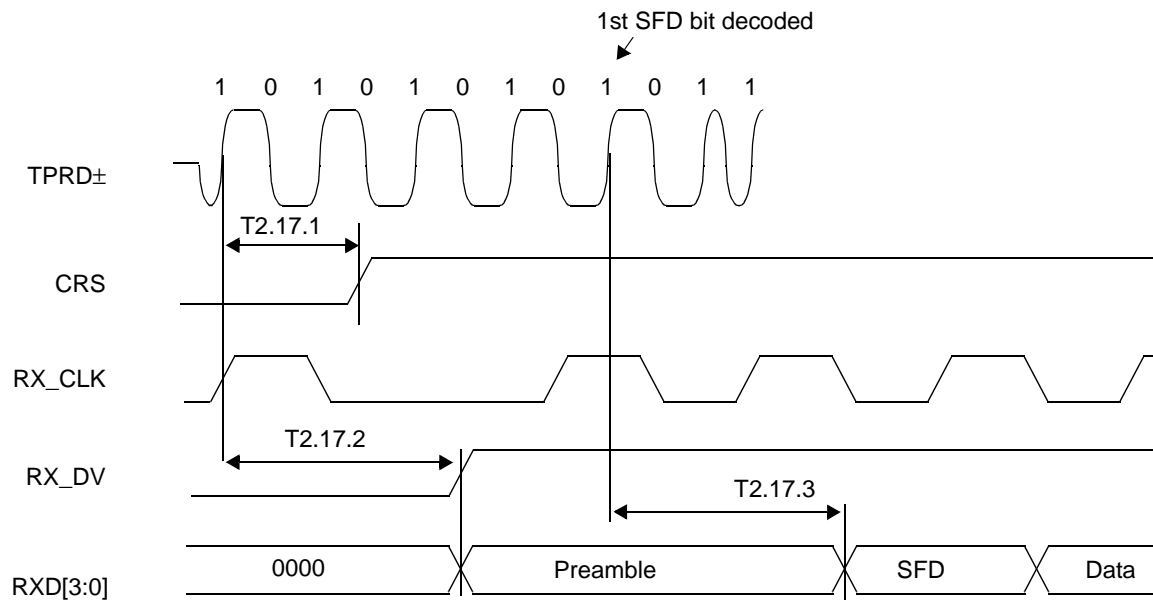 1st SFD bit decoded
1 0 1 0 1 0 1 0 1 0 1 1
TPRD±
T2.17.1
CRS
RX_CLK
T2.17.2
RX_DV
T2.17.3
RXD[3:0] 0000 Preamble SFD Data